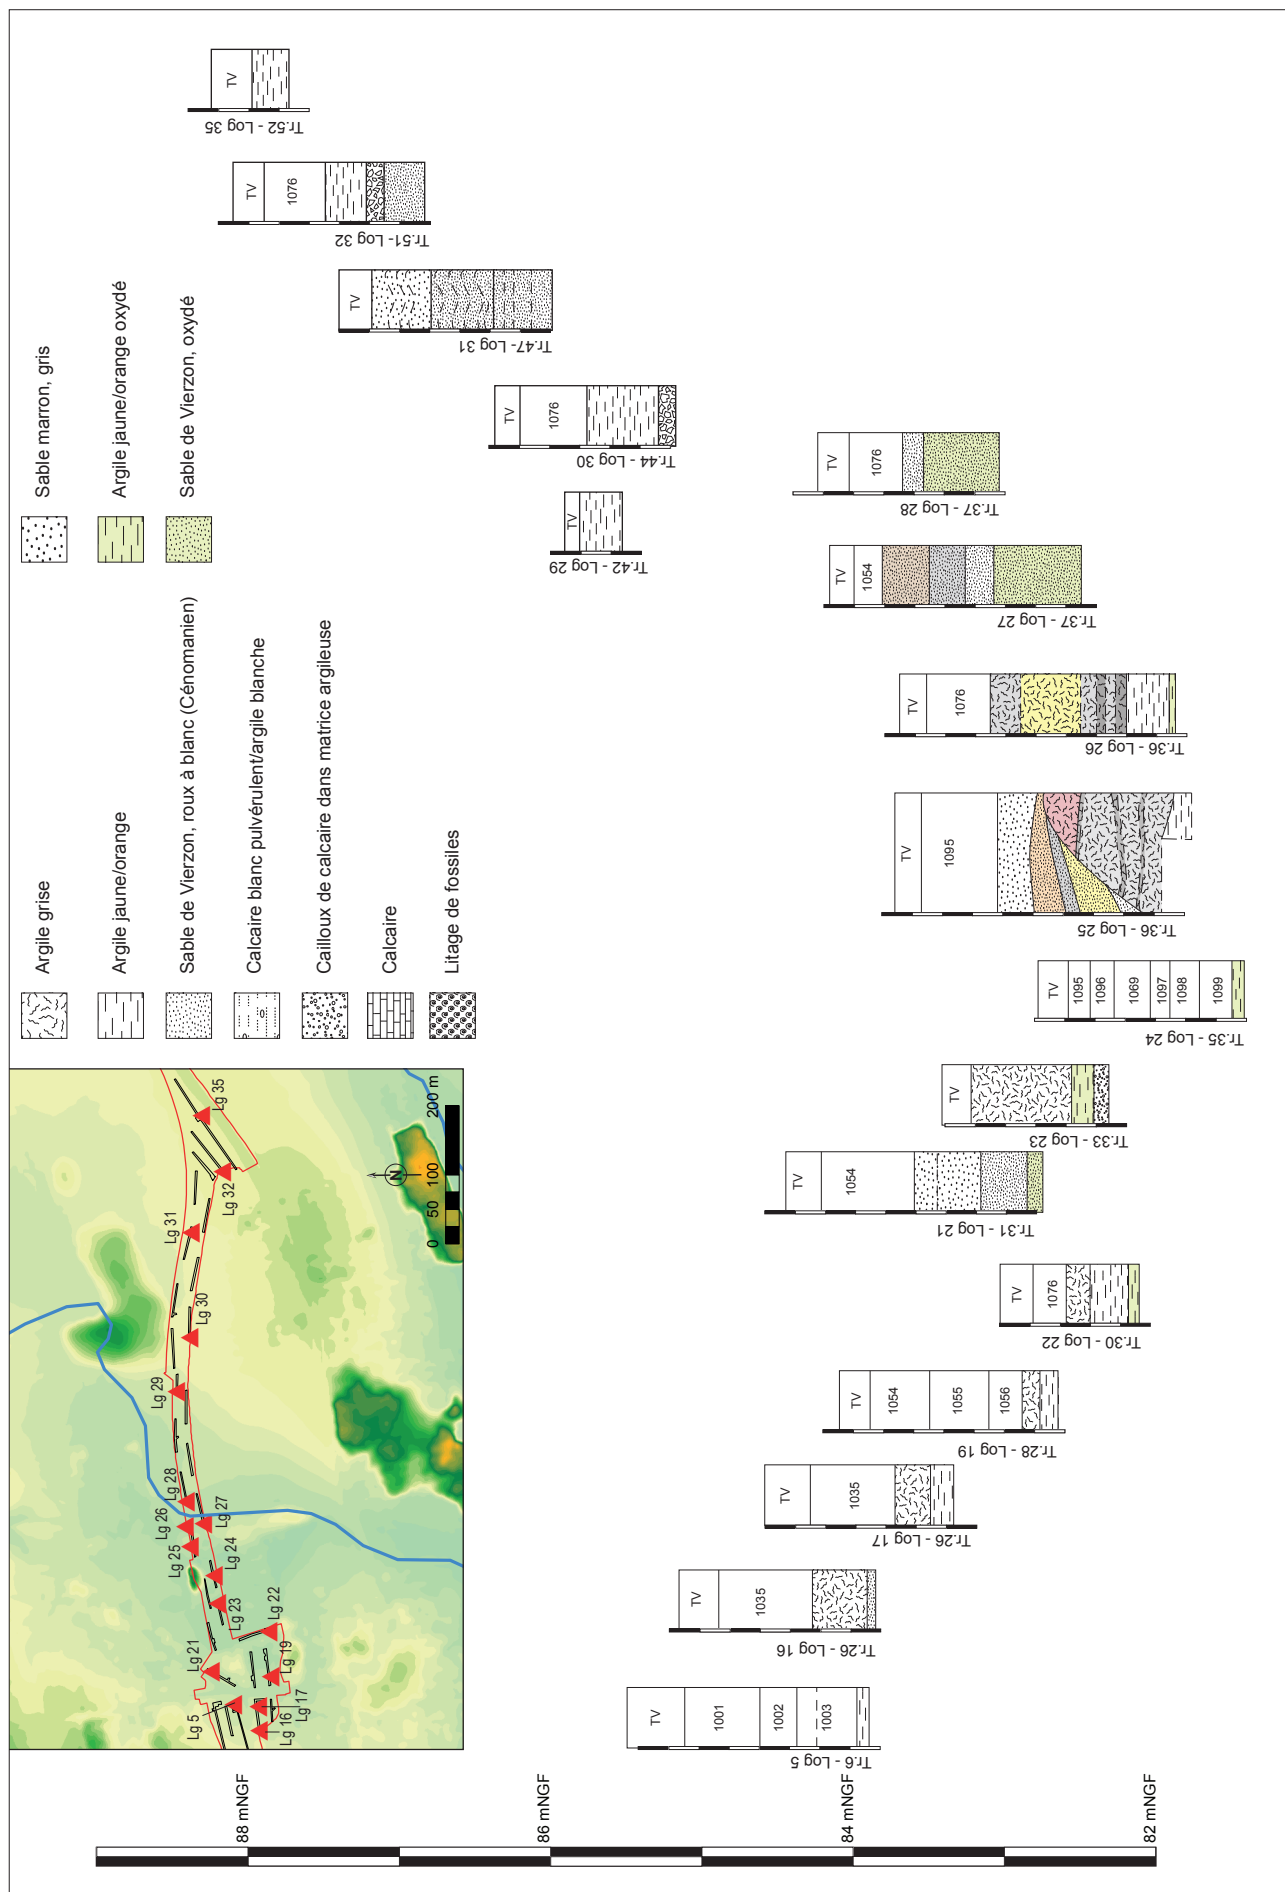 TV
Tr.52 - Log 35
TV
1076
Tr.51- Log 32
TV
Tr.47- Log 31
TV
1076
Tr.44 - Log 30
TV
Tr.42 - Log 29
TV
1076
Tr.37 - Log 28
TV
1054
Tr.37 - Log 27
TV
1076
Tr.36 - Log 26
TV
1095
Tr.36 - Log 25
TV
1095
1096
1069
1097
1098
1099
Tr.35 - Log 24
TV
Tr.33 - Log 23
TV
1054
Tr.31 - Log 21
TV
1076
Tr.30 - Log 22
TV
1054
1055
1056
Tr.28 - Log 19
TV
1035
Tr.26 - Log 17
TV
1035
Tr.26 - Log 16
TV
1001
1002
1003
Tr.6 - Log 5
Sable marron, gris
Argile jaune/orange oxydé
Sable de Vierzon, oxydé
Argile grise
Argile jaune/orange
Sable de Vierzon, roux à blanc (Cénomanien)
Calcaire blanc pulvérulent/argile blanche
Cailloux de calcaire dans matrice argileuse
Calcaire
Litage de fossiles
Lg 35
Lg 32
Lg 31
Lg 30
Lg 29
Lg 28
Lg 27
Lg 26
Lg 25
Lg 24
Lg 23
Lg 22
Lg 21
Lg 19
Lg 5
Lg 17
Lg 16
N
0 50 100 200 m
88 mNGF
86 mNGF
84 mNGF
82 mNGF